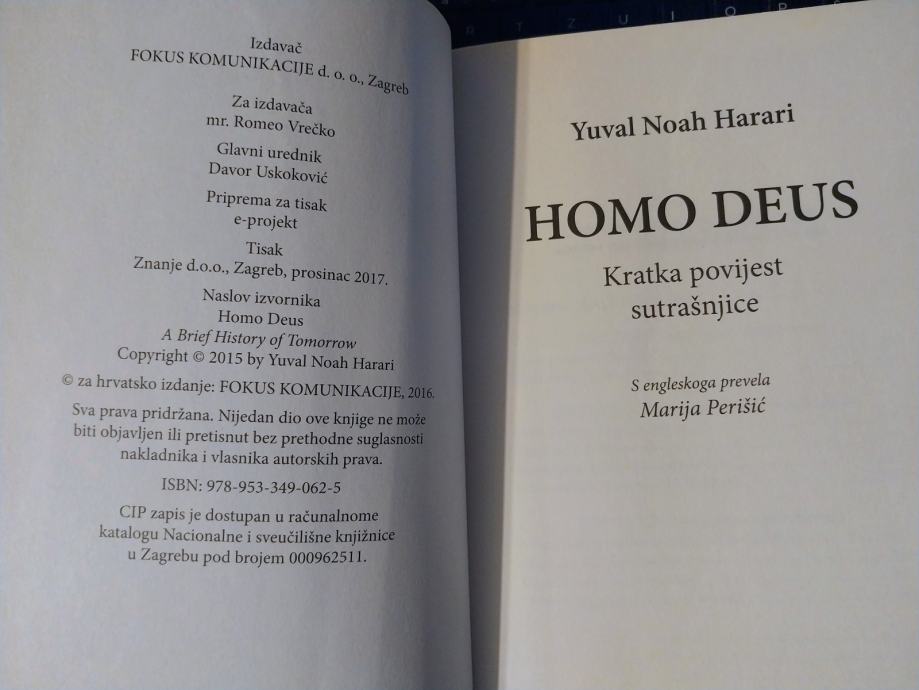 Izdavač
FOKUS KOMUNIKACIJE d. o. o., Zagreb
Za izdavača
mr. Romeo Vrečko
Glavni urednik
Davor Uskoković
Priprema za tisak
e-projekt
Tisak
Znanje d.o.o., Zagreb, prosinac 2017.
Naslov izvornika
Homo Deus
A Brief History of Tomorrow
Copyright © 2015 by Yuval Noah Harari
© za hrvatsko izdanje: FOKUS KOMUNIKACIJE, 2016.
Sva prava pridržana. Nijedan dio ove knjige ne može
biti objavljen ili pretisnut bez prethodne suglasnosti
nakladnika i vlasnika autorskih prava.
ISBN: 978-953-349-062-5
CIP zapis je dostupan u računalnome
katalogu Nacionalne i sveučilišne knjižnice
u Zagrebu pod brojem 000962511.
R T Z U I O P
Yuval Noah Harari
HOMO DEUS
Kratka povijest
sutrašnjice
S engleskoga prevela
Marija Perišić